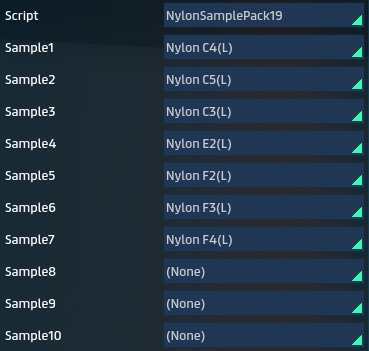 Script NylonSamplePack19
Sample1 Nylon C4(L)
Sample2 Nylon C5(L)
Sample3 Nylon C3(L)
Sample4 Nylon E2(L)
Sample5 Nylon F2(L)
Sample6 Nylon F3(L)
Sample7 Nylon F4(L)
Sample8 (None)
Sample9 (None)
Sample10 (None)